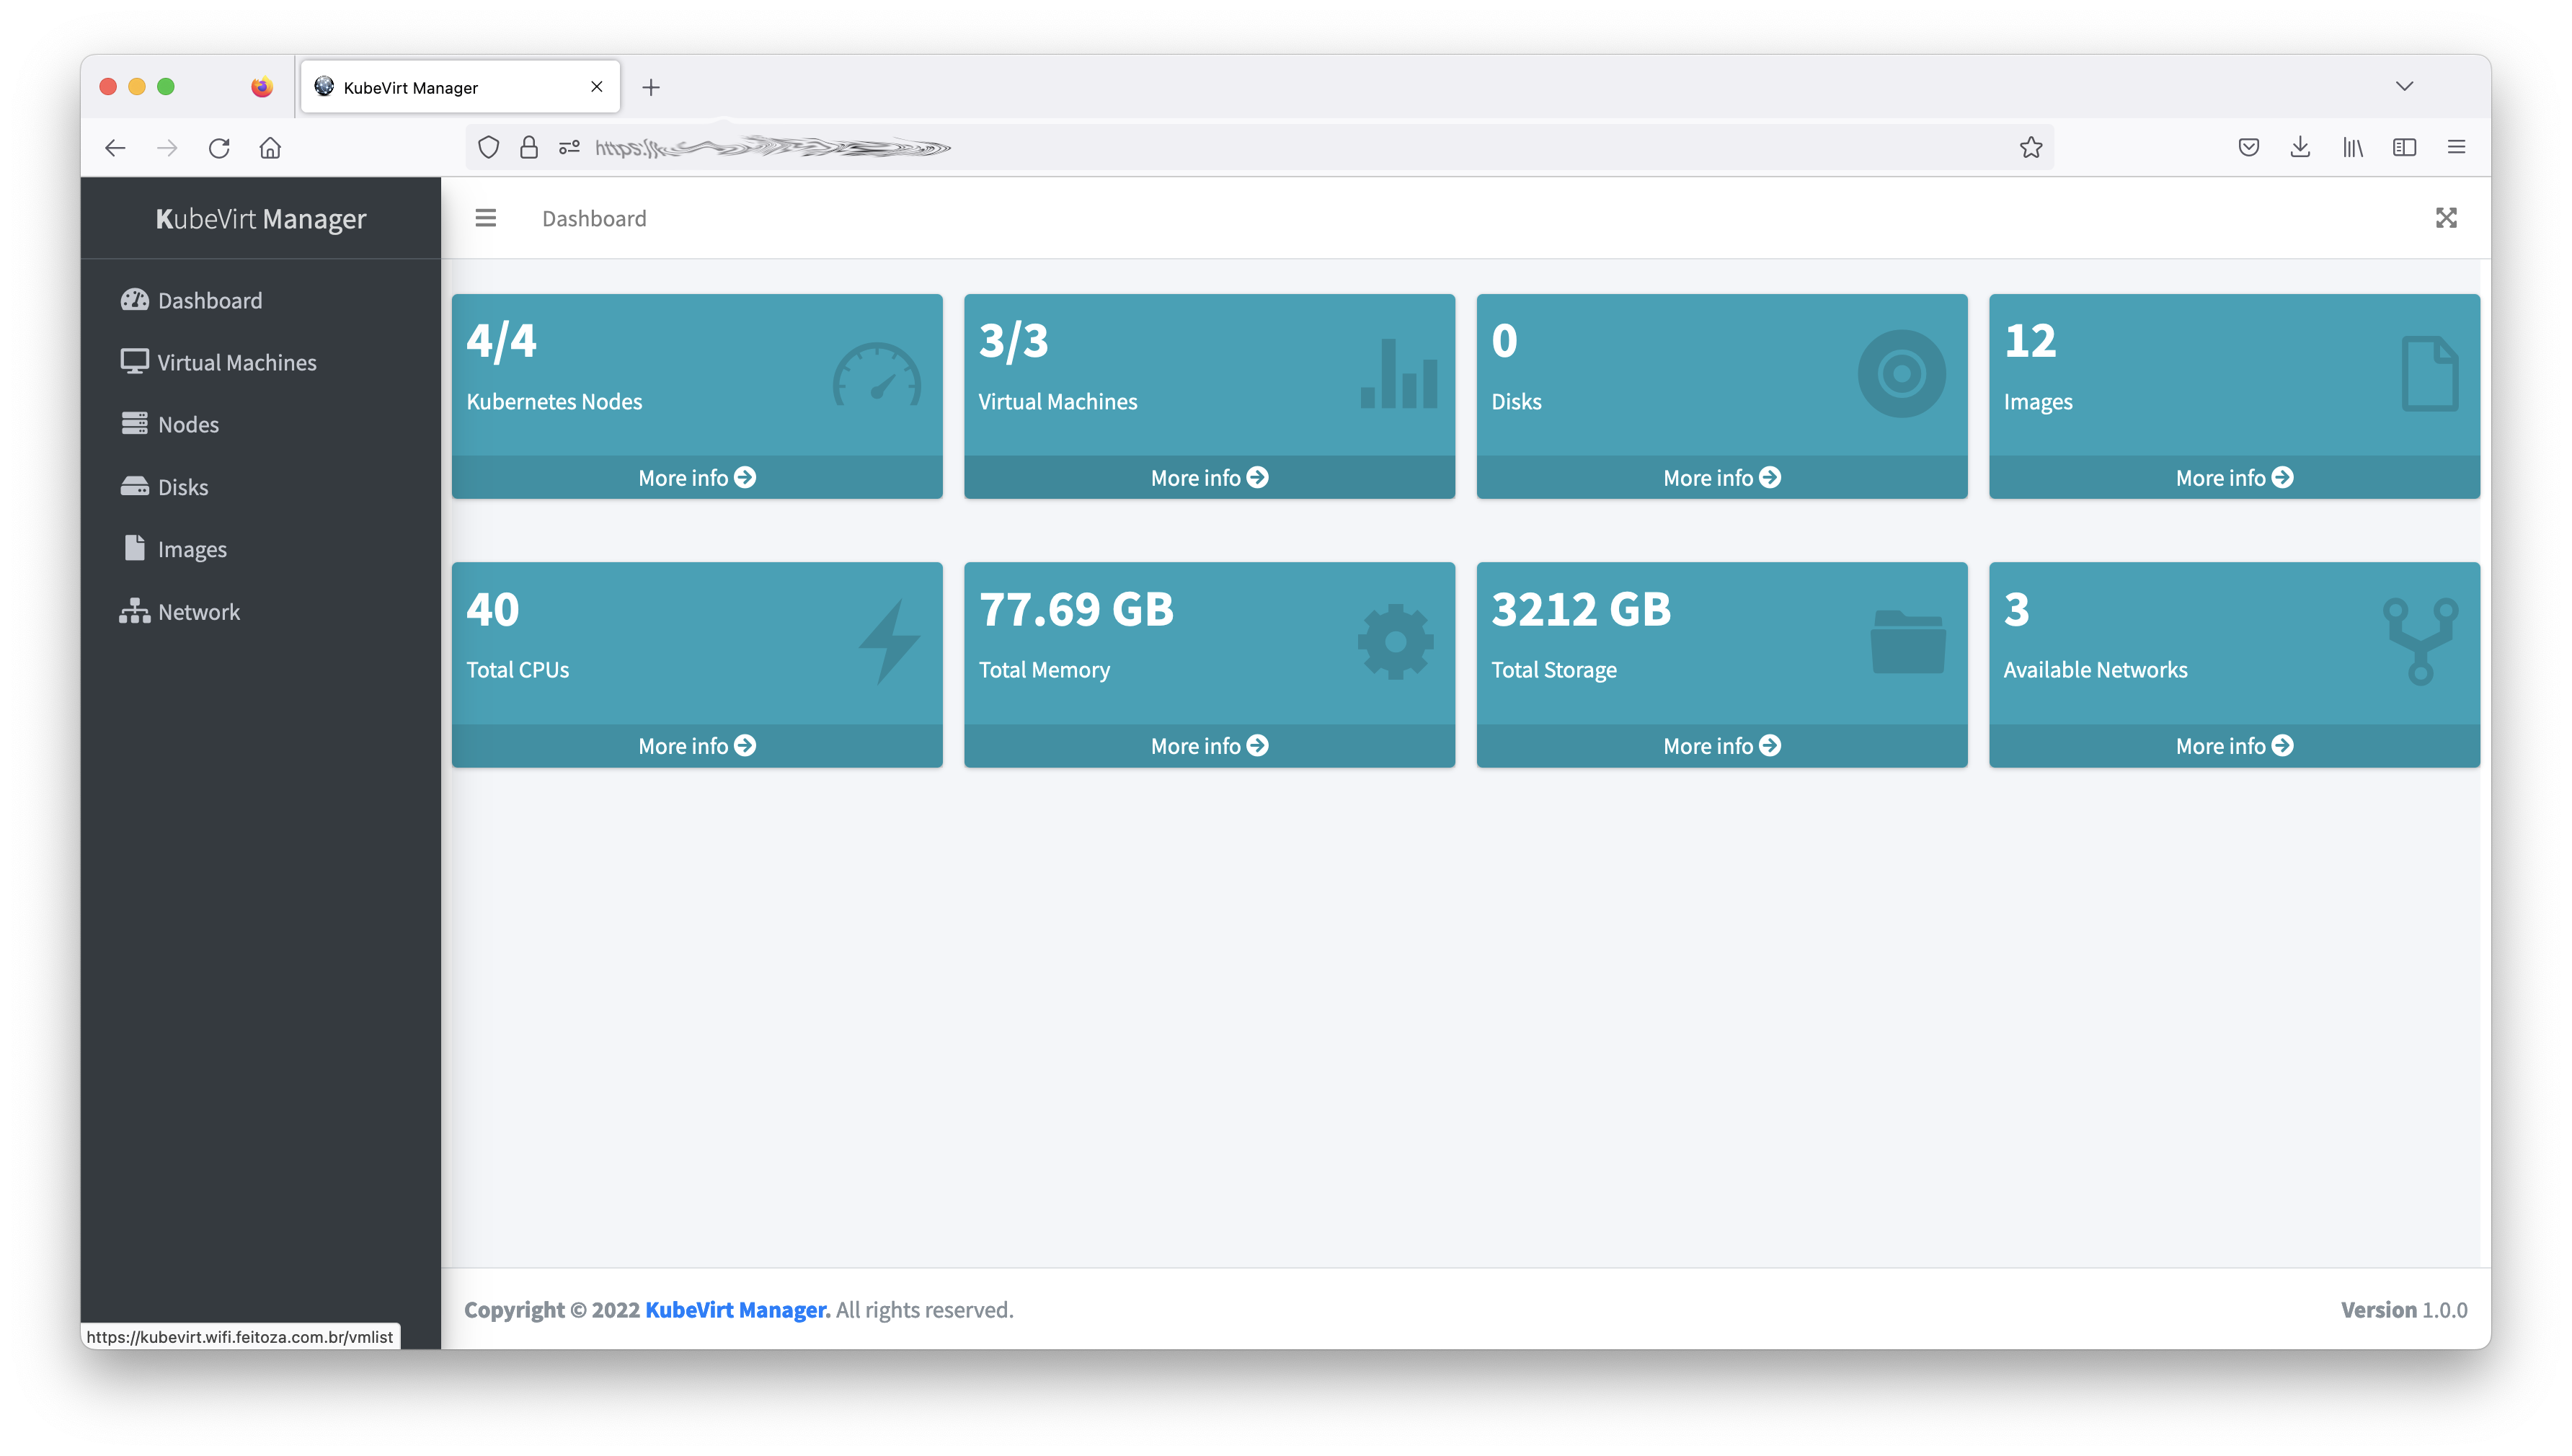 KubeVirt Manager
https://
KubeVirt Manager
Dashboard
Dashboard
Virtual Machines
Nodes
Disks
Images
Network
4/4
Kubernetes Nodes
More info
3/3
Virtual Machines
More info
0
Disks
More info
12
Images
More info
40
Total CPUs
More info
77.69 GB
Total Memory
More info
3212 GB
Total Storage
More info
3
Available Networks
More info
Copyright © 2022 KubeVirt Manager. All rights reserved.
Version 1.0.0
https://kubevirt.wifi.feitoza.com.br/vmlist